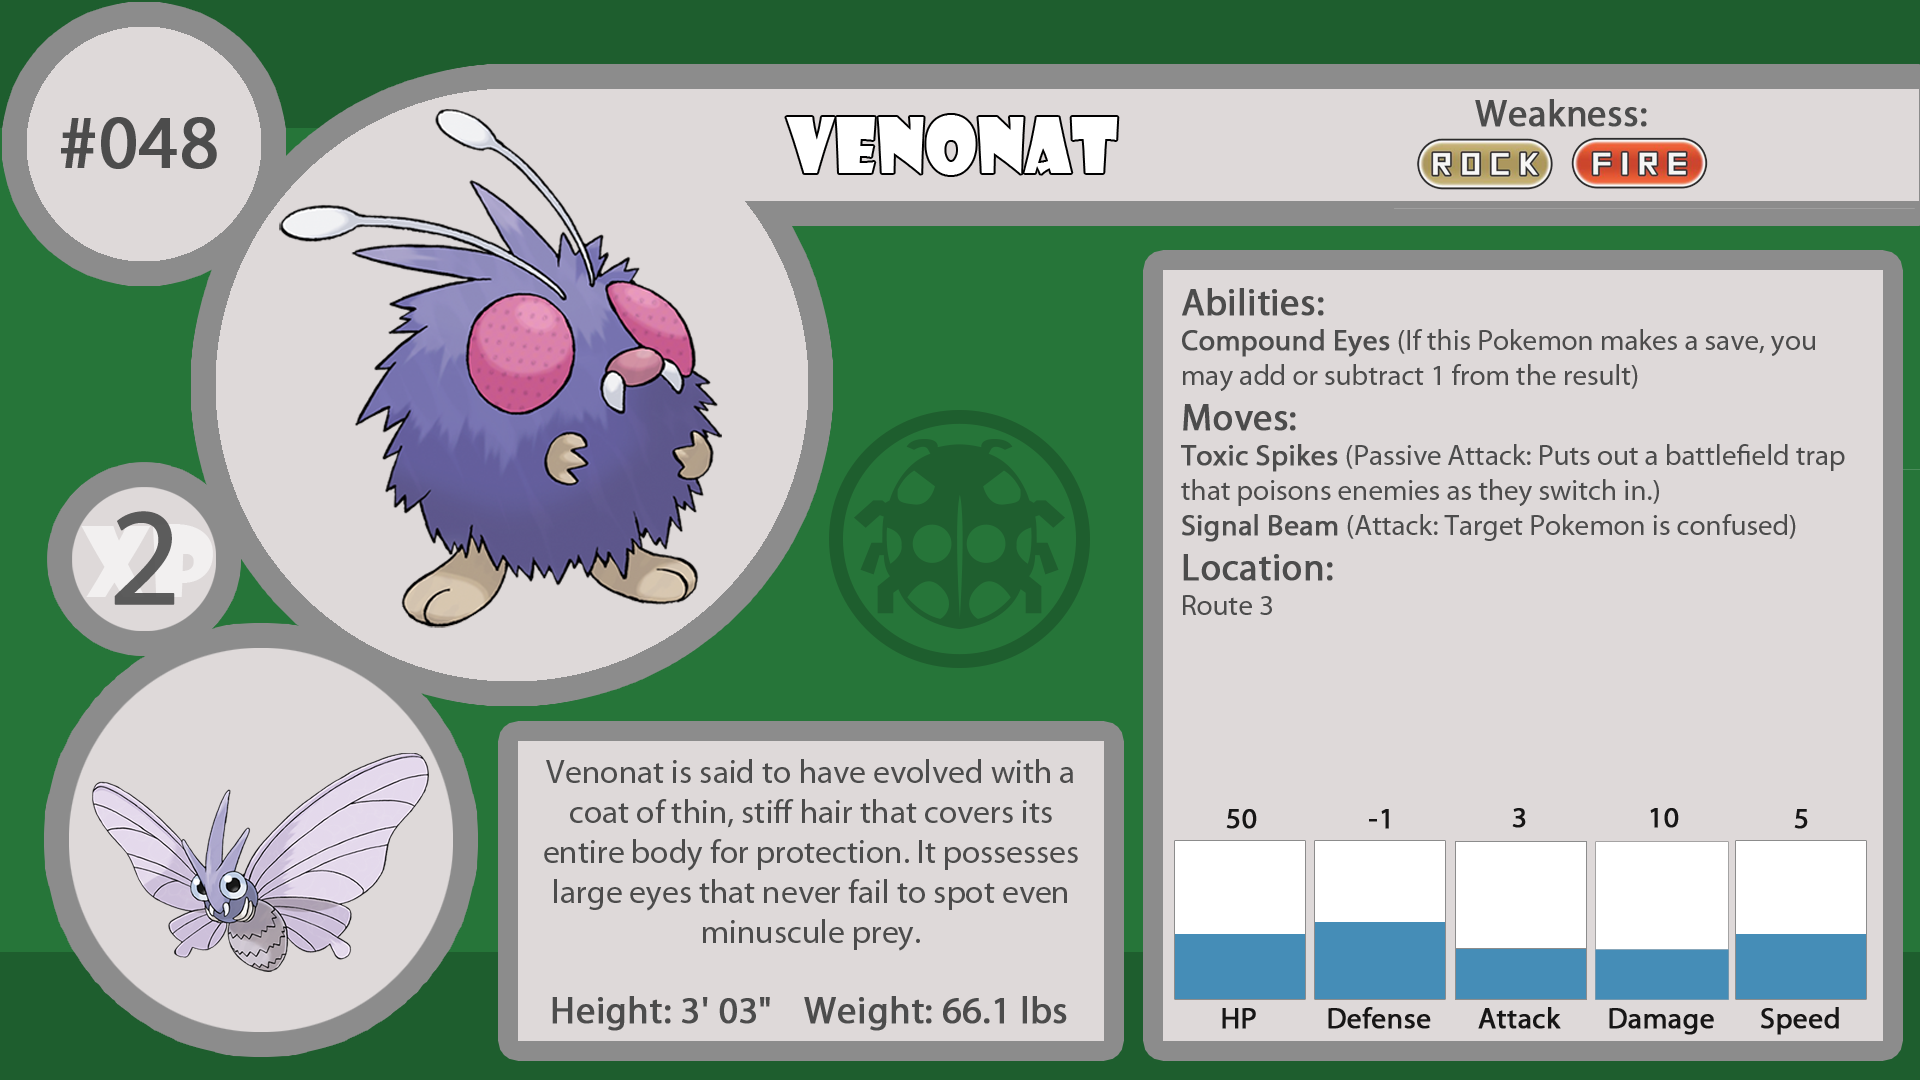 #048
VENONAT
Weakness:
ROCK FIRE
XP
2
Abilities:
Compound Eyes (If this Pokemon makes a save, you
may add or subtract 1 from the result)
Moves:
Toxic Spikes (Passive Attack: Puts out a battlefield trap
that poisons enemies as they switch in.)
Signal Beam (Attack: Target Pokemon is confused)
Location:
Route 3
50 -1 3 10 5
HP Defense Attack Damage Speed
Venonat is said to have evolved with a
coat of thin, stiff hair that covers its
entire body for protection. It possesses
large eyes that never fail to spot even
minuscule prey.
Height: 3' 03" Weight: 66.1 lbs